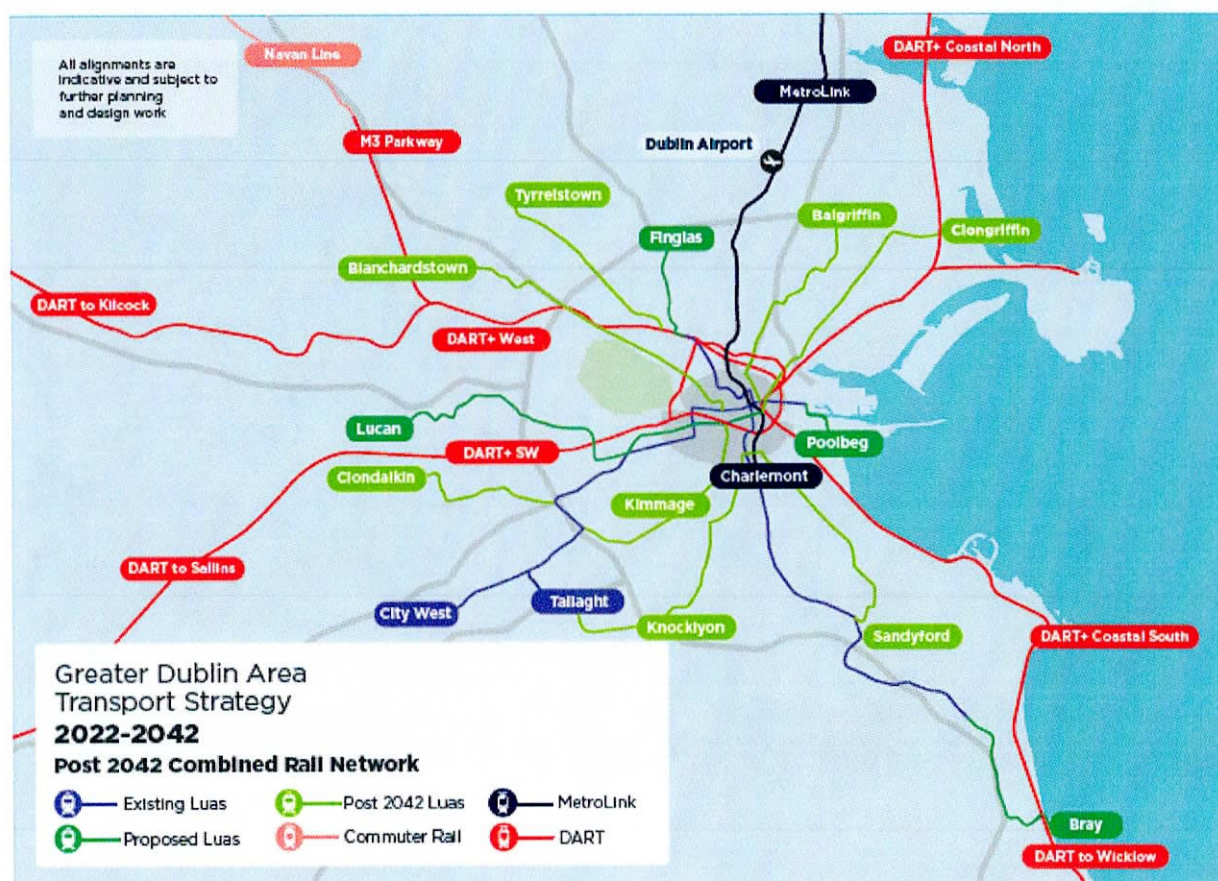 All alignments are
indicative and subject to
further planning
and design work
Navan Line
DART+ Coastal North
MetroLink
M3 Parkway
Dublin Airport
Tyrrelstown
Balgriffin
Clongriffin
Finglas
Blanchardstown
DART to Kilcock
DART+ West
Lucan
DART+ SW
Poolbeg
Clondalkin
Charlemont
Kimmage
DART to Sallins
City West
Tallaght
Knocklyon
Sandyford
DART+ Coastal South
Greater Dublin Area
Transport Strategy
2022-2042
Post 2042 Combined Rail Network
Existing Luas
Post 2042 Luas
MetroLink
Proposed Luas
Commuter Rail
DART
Bray
DART to Wicklow